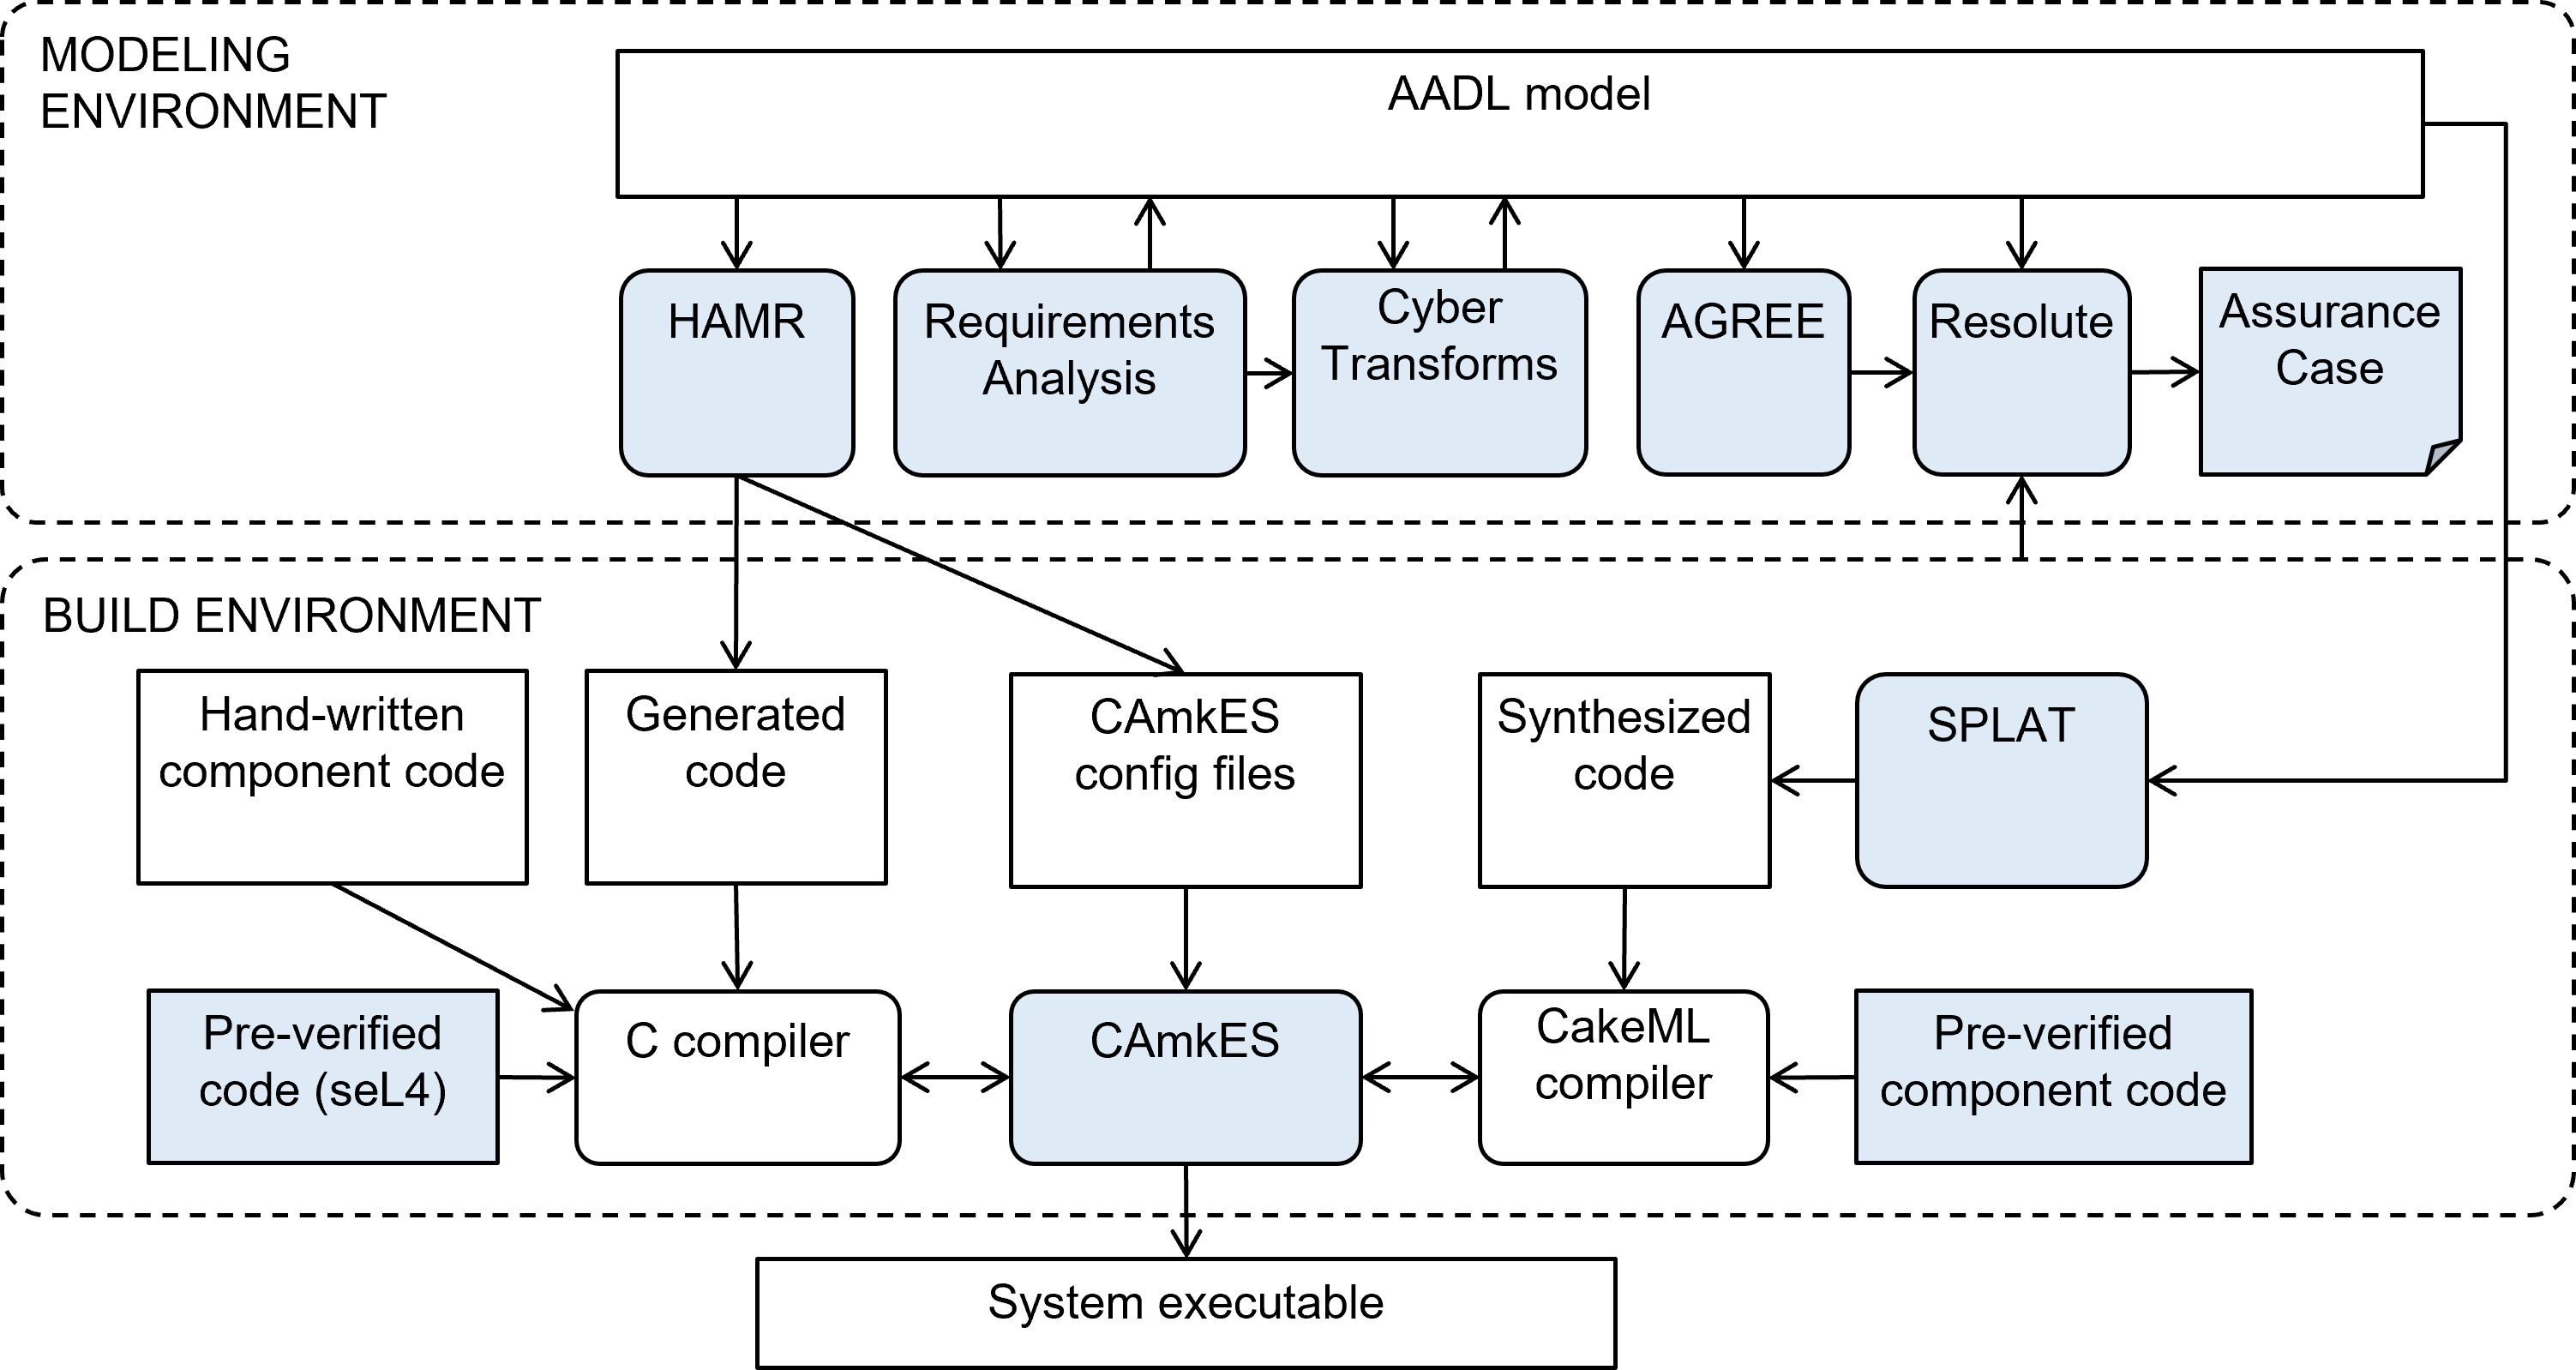 MODELING
ENVIRONMENT
AADL model
HAMR
Requirements
Analysis
Cyber
Transforms
AGREE
Resolute
Assurance
Case
BUILD ENVIRONMENT
Hand-written
component code
Generated
code
CAmkES
config files
Synthesized
code
SPLAT
Pre-verified
code (seL4)
C compiler
CAmkES
CakeML
compiler
Pre-verified
component code
System executable